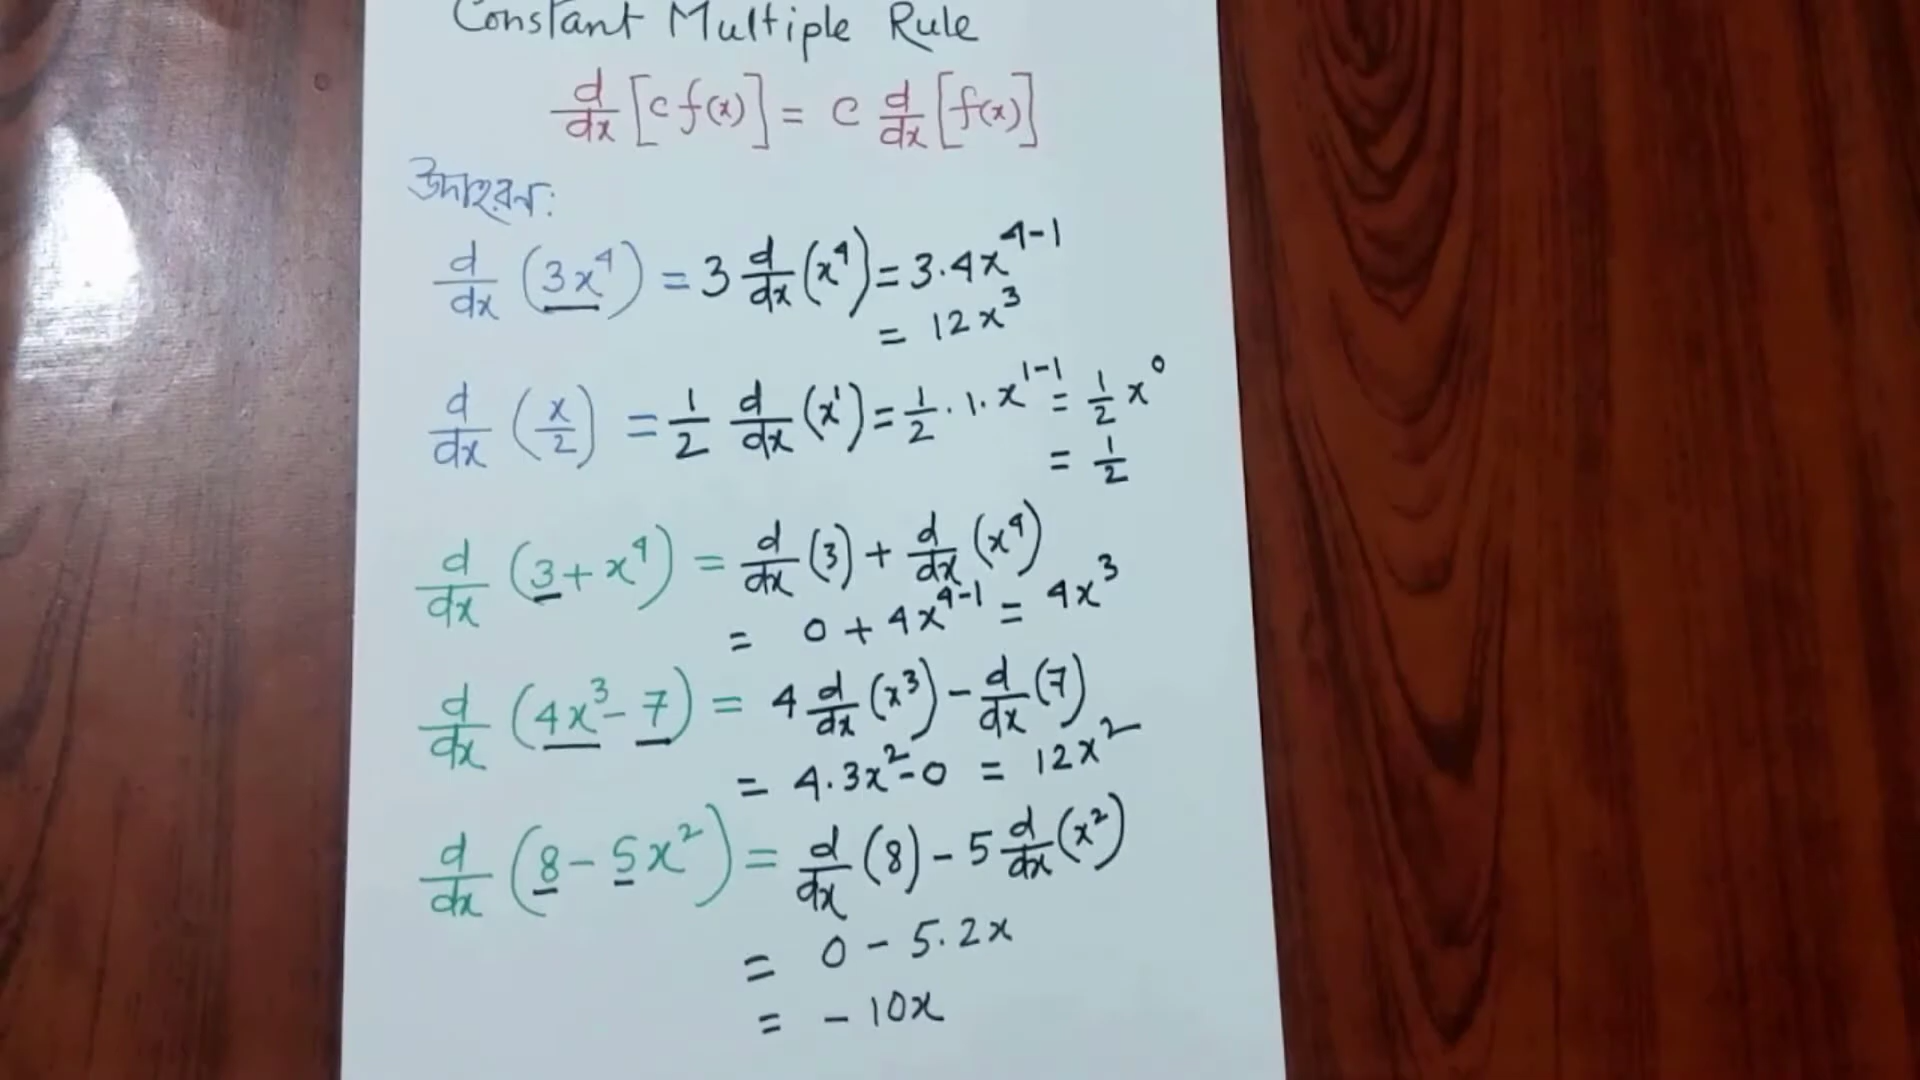 Constant Multiple Rule
d/dx [c f(x)] = c d/dx [f(x)]
উদাহরন:
d/dx (3x⁴) = 3 d/dx (x⁴) = 3.4x⁴⁻¹
= 12x³
d/dx (x/2) = 1/2 d/dx (x¹) = 1/2 . 1. x¹⁻¹ = 1/2 x⁰
= 1/2
d/dx (3+x⁴) = d/dx (3) + d/dx (x⁴)
= 0 + 4x⁴⁻¹ = 4x³
d/dx (4x³ - 7) = 4 d/dx (x³) - d/dx (7)
= 4.3x² - 0 = 12x²
d/dx (8 - 5x²) = d/dx (8) - 5 d/dx (x²)
= 0 - 5.2x
= - 10x